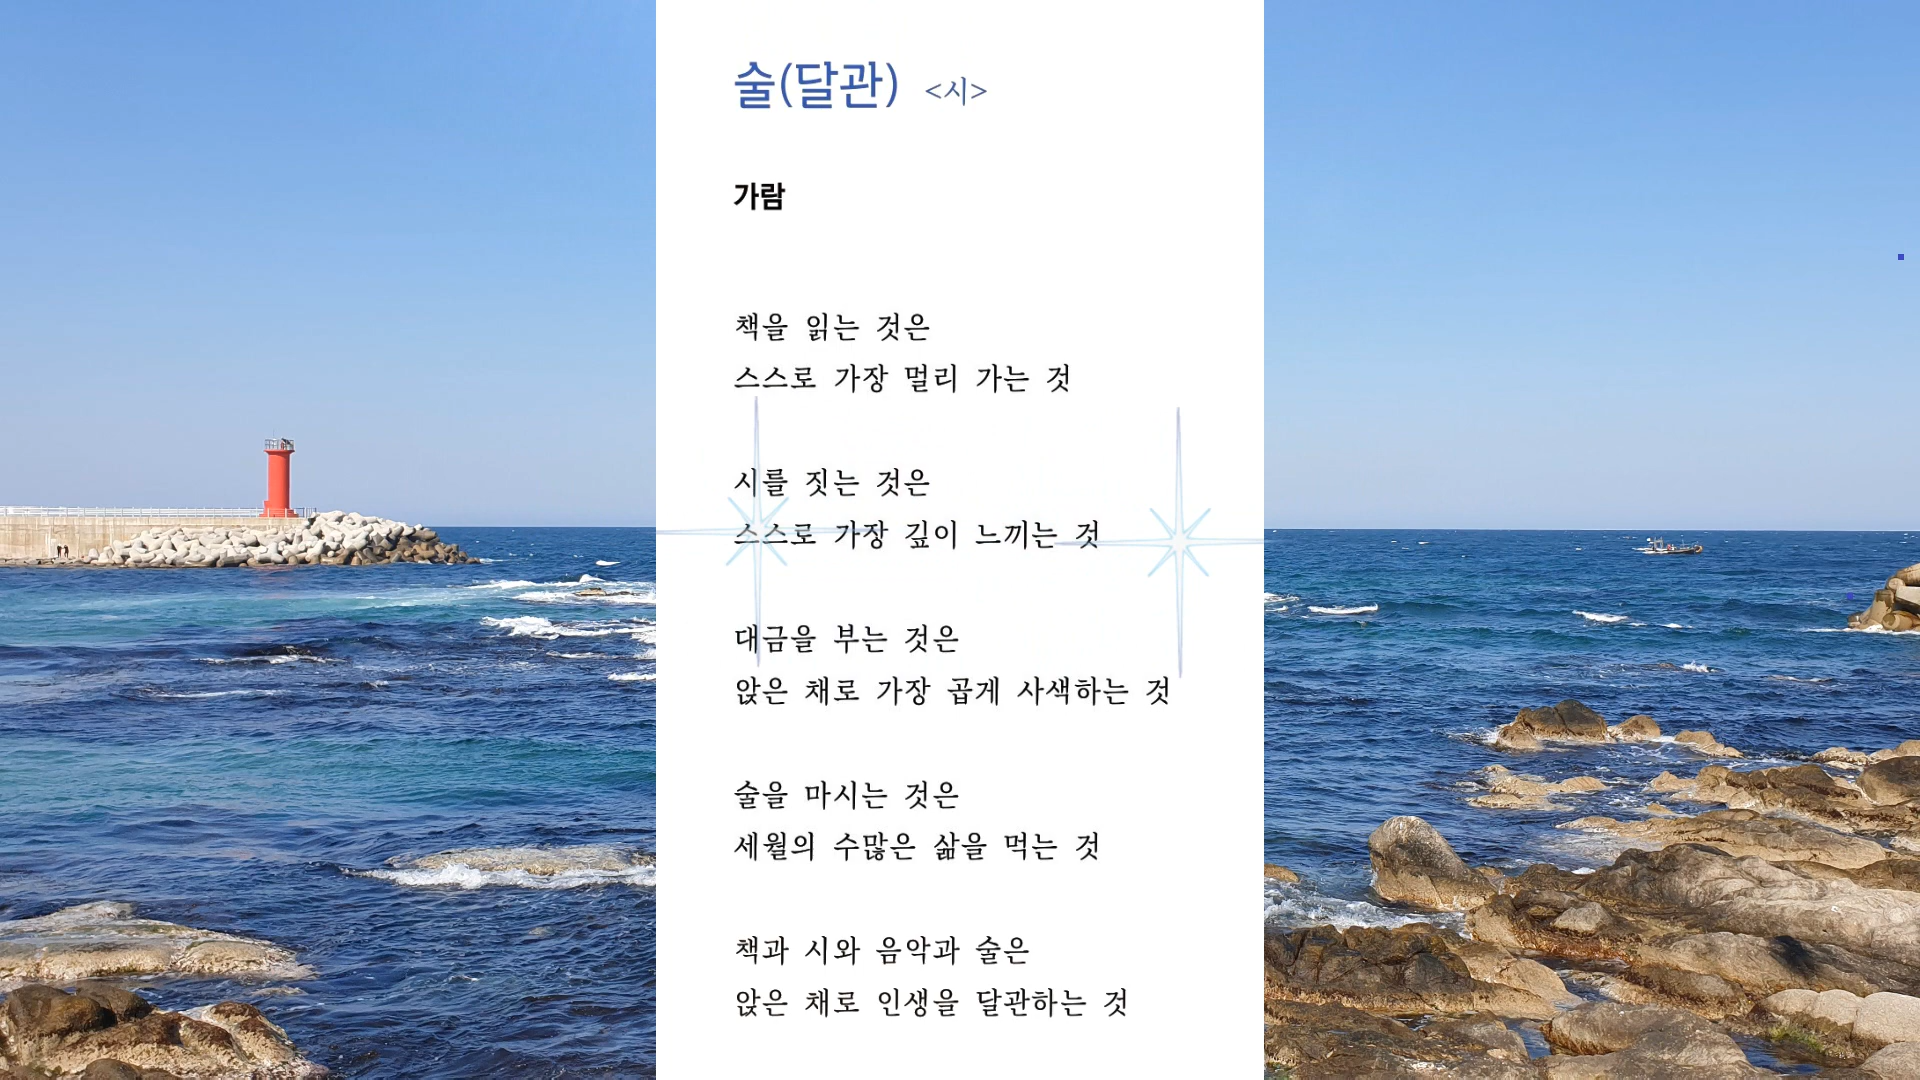 술(달관) <시>
가람
책을 읽는 것은
스스로 가장 멀리 가는 것
시를 짓는 것은
스스로 가장 깊이 느끼는 것
대금을 부는 것은
앉은 채로 가장 곱게 사색하는 것
술을 마시는 것은
세월의 수많은 삶을 먹는 것
책과 시와 음악과 술은
앉은 채로 인생을 달관하는 것